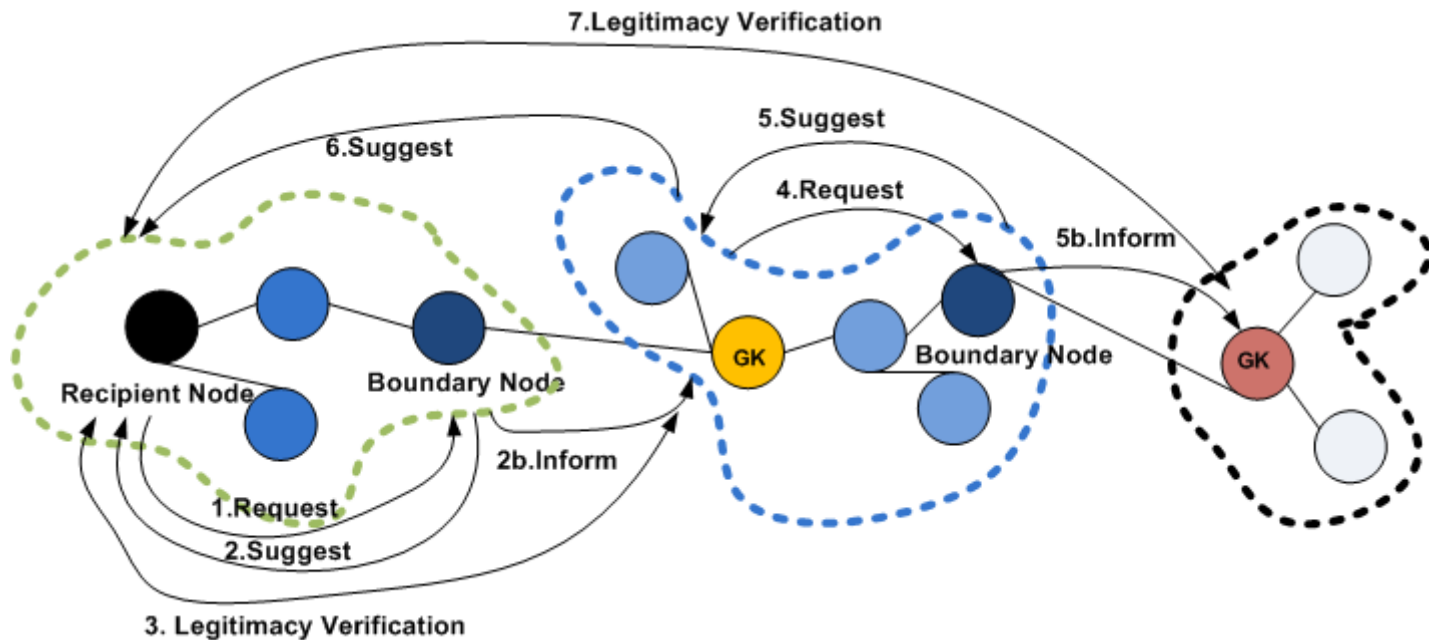 7.Legitimacy Verification
6.Suggest
5.Suggest
4.Request
5b.Inform
GK
GK
Recipient Node
Boundary Node
Boundary Node
2b.Inform
1.Request
2.Suggest
3. Legitimacy Verification